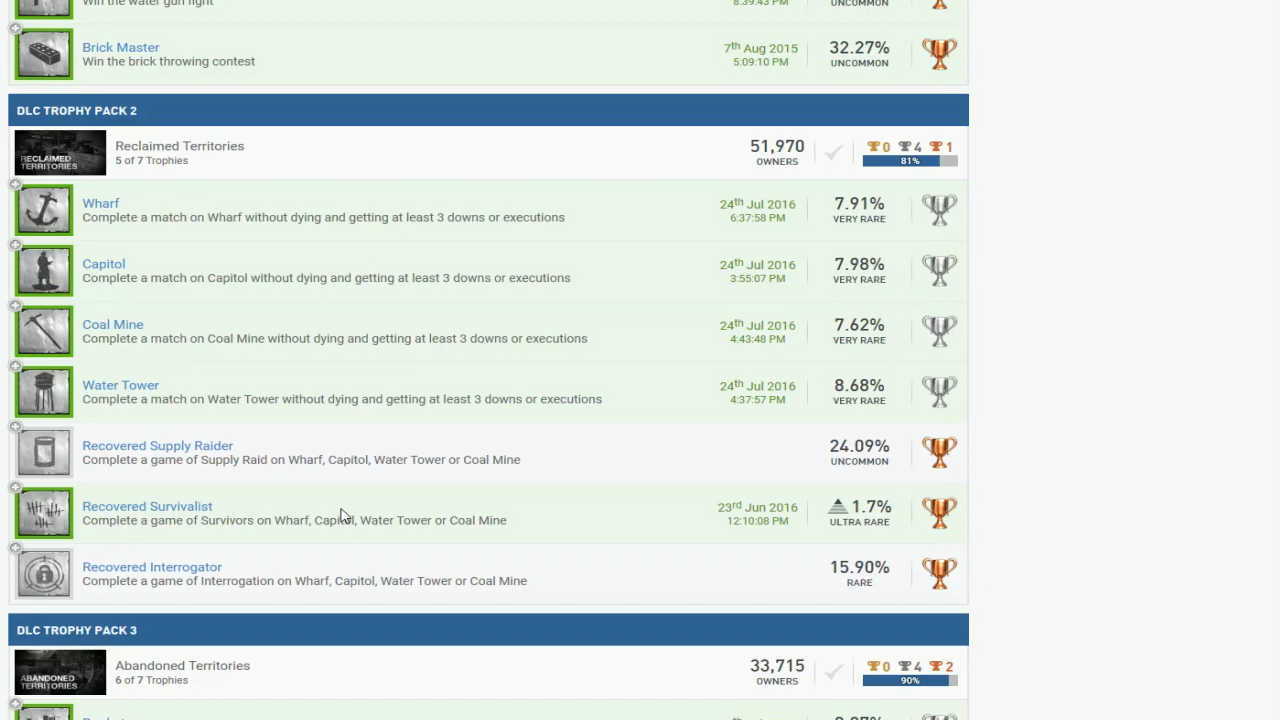 Win the water gun fight
8:39:43 PM
UNCOMMON
Brick Master
Win the brick throwing contest
7th Aug 2015
5:09:10 PM
32.27%
UNCOMMON
DLC TROPHY PACK 2
RECLAIMED
TERRITORIES
Reclaimed Territories
5 of 7 Trophies
51,970
OWNERS
0 4 1
81%
Wharf
Complete a match on Wharf without dying and getting at least 3 downs or executions
24th Jul 2016
6:37:58 PM
7.91%
VERY RARE
Capitol
Complete a match on Capitol without dying and getting at least 3 downs or executions
24th Jul 2016
3:55:07 PM
7.98%
VERY RARE
Coal Mine
Complete a match on Coal Mine without dying and getting at least 3 downs or executions
24th Jul 2016
4:43:48 PM
7.62%
VERY RARE
Water Tower
Complete a match on Water Tower without dying and getting at least 3 downs or executions
24th Jul 2016
4:37:57 PM
8.68%
VERY RARE
Recovered Supply Raider
Complete a game of Supply Raid on Wharf, Capitol, Water Tower or Coal Mine
24.09%
UNCOMMON
Recovered Survivalist
Complete a game of Survivors on Wharf, Capitol, Water Tower or Coal Mine
23rd Jun 2016
12:10:08 PM
1.7%
ULTRA RARE
Recovered Interrogator
Complete a game of Interrogation on Wharf, Capitol, Water Tower or Coal Mine
15.90%
RARE
DLC TROPHY PACK 3
ABANDONED
TERRITORIES
Abandoned Territories
6 of 7 Trophies
33,715
OWNERS
0 4 2
90%